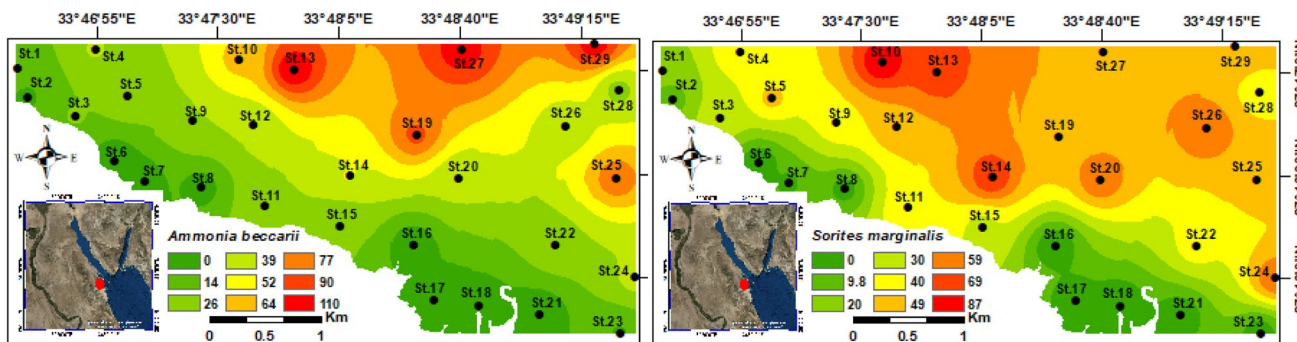 33°46'55"E 33°47'30"E 33°48'5"E 33°48'40"E 33°49'15"E
St.1
St.2
St.3
St.4
St.5
St.6
St.7
St.8
St.9
St.10
St.11
St.12
St.13
St.14
St.15
St.16
St.17
St.18
St.19
St.20
St.21
St.22
St.23
St.24
St.25
St.26
St.27
St.28
St.29
N
W E
S
Ammonia beccarii
0 39 77
14 52 90
26 64 110
Km
0 0.5 1
33°46'55"E 33°47'30"E 33°48'5"E 33°48'40"E 33°49'15"E
St.1
St.2
St.3
St.4
St.5
St.6
St.7
St.8
St.9
St.10
St.11
St.12
St.13
St.14
St.15
St.16
St.17
St.18
St.19
St.20
St.21
St.22
St.23
St.24
St.25
St.26
St.27
St.28
St.29
N
W E
S
Sorites marginalis
0 30 59
9.8 40 69
20 49 87
Km
0 0.5 1